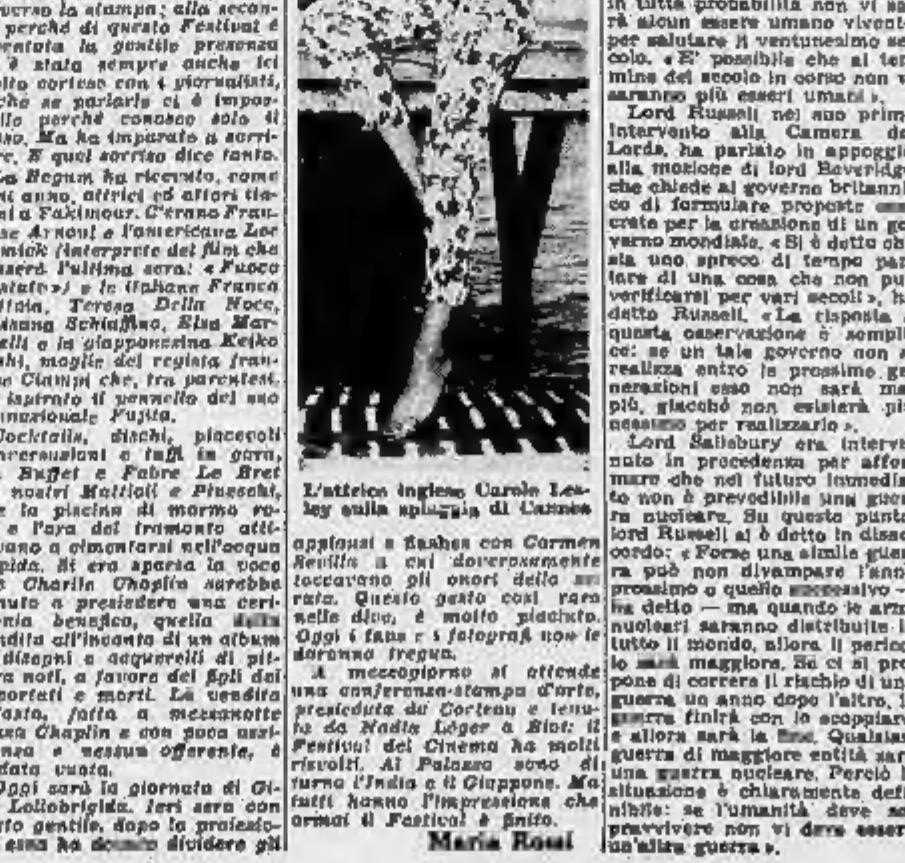 verso la stampa; alla secon-
perchè di questo Festival è
ventata la gentile presenza
è stata sempre anche ieri
cortese con i giornalisti,
che se parlarle ci è impos-
perchè conosce solo il
Ma ha imparato a sorri-
re. E quel sorriso dice tanto.
La Begum ha ricevuto, come
anno, attrici ed attori
a Yakimour. C'erano Fran-
se Arnoul e l'americana Lee
mick (interprete del film che
l'ultima sera: « Fuoco
e le italiane Franca
Teresa Della Noce,
Schiaffino, Elsa Mar-
elli e la giapponesina Keiko
shi, moglie del regista fran-
Ciampi che, tra parentesi,
ispirato il pennello del suo
Fujita.
Cocktails, dischi, piacevoli
conversazioni e tuffi in gara,
Buffet e Fabre Le Bret
nostri Mattioli e
la piscina di marmo
e l'ora del tramonto
vano a cimentarsi nell'acqua
Si era sparsa la voce
Charlie Chaplin sarebbe
nuto a presiedere una ceri-
nia benefica, quella della
ndita all'incanto di un album
disegni e acquerelli di pit-
noti, a favore dei figli dei
portati e morti. La vendita
fatta a mezzanotte
Chaplin e con poca assi-
e nessun offerente, è
data vuota.
Oggi sarà la giornata di Gi-
Lollobrigida. Ieri sera con
gentile, dopo la proiezio-
essa ha dovuto dividere gli
L'attrice inglese Carole Les-
ley sulla spiaggia di Cannes
applausi e flashes con Carmen
Sevilla a cui doverosamente
toccavano gli onori della se-
rata. Questo gesto così raro
nelle dive, è molto piaciuto.
Oggi i fans e i fotografi non le
daranno tregua.
A mezzogiorno si attende
una conferenza-stampa d'arte,
presieduta da Cocteau e tenu-
ta da Nadia Léger a Biot: il
Festival del Cinema ha molti
risvolti. Al Palazzo sono di
turno l'India e il Giappone. Ma
tutti hanno l'impressione che
ormai il Festival è finito.
Maria Rossi
in tutta probabilità non vi sa-
rà alcun essere umano vivente
per salutare il ventunesimo se-
colo. « E' possibile che al ter-
mine del secolo in corso non vi
saranno più esseri umani ».
Lord Russell nel suo primo
intervento alla Camera dei
Lords, ha parlato in appoggio
alla mozione di lord Beveridge
che chiede al governo britanni-
co di formulare proposte con-
crete per la creazione di un go-
verno mondiale. « Si è detto che
sia uno spreco di tempo par-
lare di una cosa che non può
verificarsi per vari secoli », ha
detto Russell. « La risposta a
questa osservazione è sempli-
ce: se un tale governo non si
realizza entro le prossime ge-
nerazioni esso non sarà mai
più, giacchè non esisterà più
nessuno per realizzarlo ».
Lord Salisbury era interve-
nuto in precedenza per affer-
mare che nel futuro immedia-
to non è prevedibile una guer-
ra nucleare. Su questo punto
lord Russell si è detto in disac-
cordo: « Forse una simile guer-
ra può non divampare l'anno
prossimo o quello successivo —
ha detto — ma quando le armi
nucleari saranno distribuite in
tutto il mondo, allora il perico-
lo sarà maggiore. Se ci si pro-
pone di correre il rischio di una
guerra un anno dopo l'altro, la
guerra finirà con lo scoppiare
e allora sarà la fine. Qualsiasi
guerra di maggiore entità sarà
una guerra nucleare. Perciò la
situazione è chiaramente defi-
nibile: se l'umanità deve so-
pravvivere non vi deve essere
un'altra guerra ».